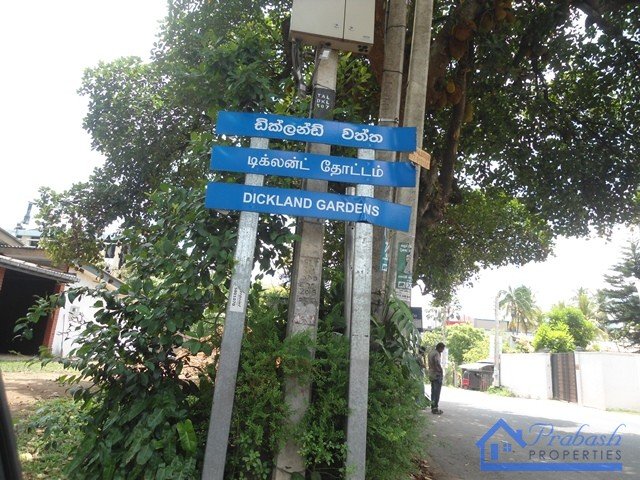 ඩික්ලන්ඩ් වත්ත
டிக்லன்ட் தோட்டம்
DICKLAND GARDENS
Prabash
PROPERTIES